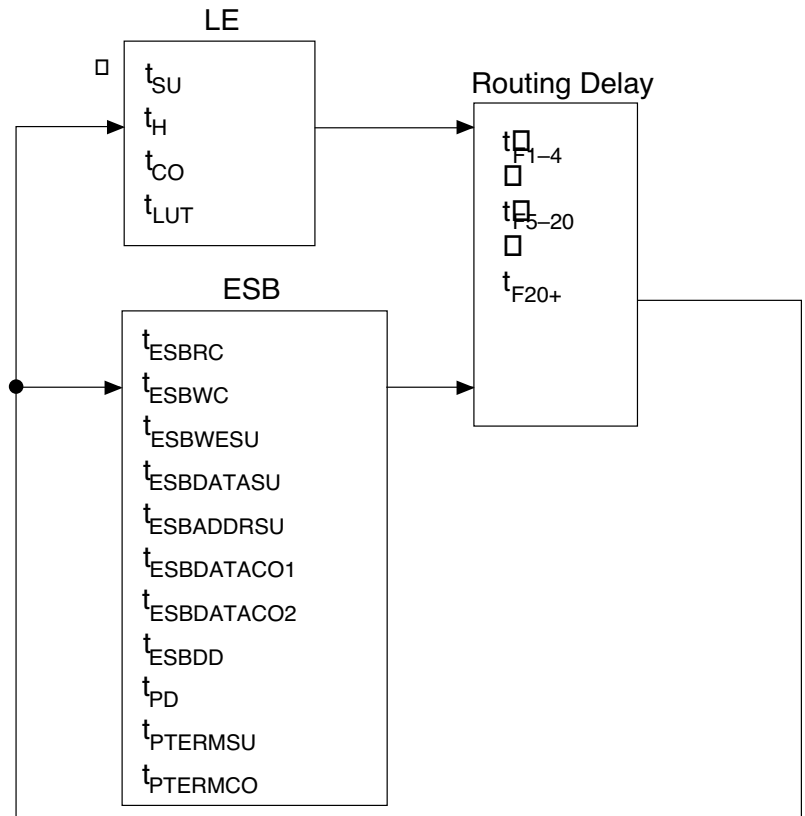 LE
tSU
tH
tCO
tLUT
Routing Delay
tF1–4
tF5–20
tF20+
ESB
tESBRC
tESBWC
tESBWESU
tESBDATASU
tESBADDRSU
tESBDATACO1
tESBDATACO2
tESBDD
tPD
tPTERMSU
tPTERMCO